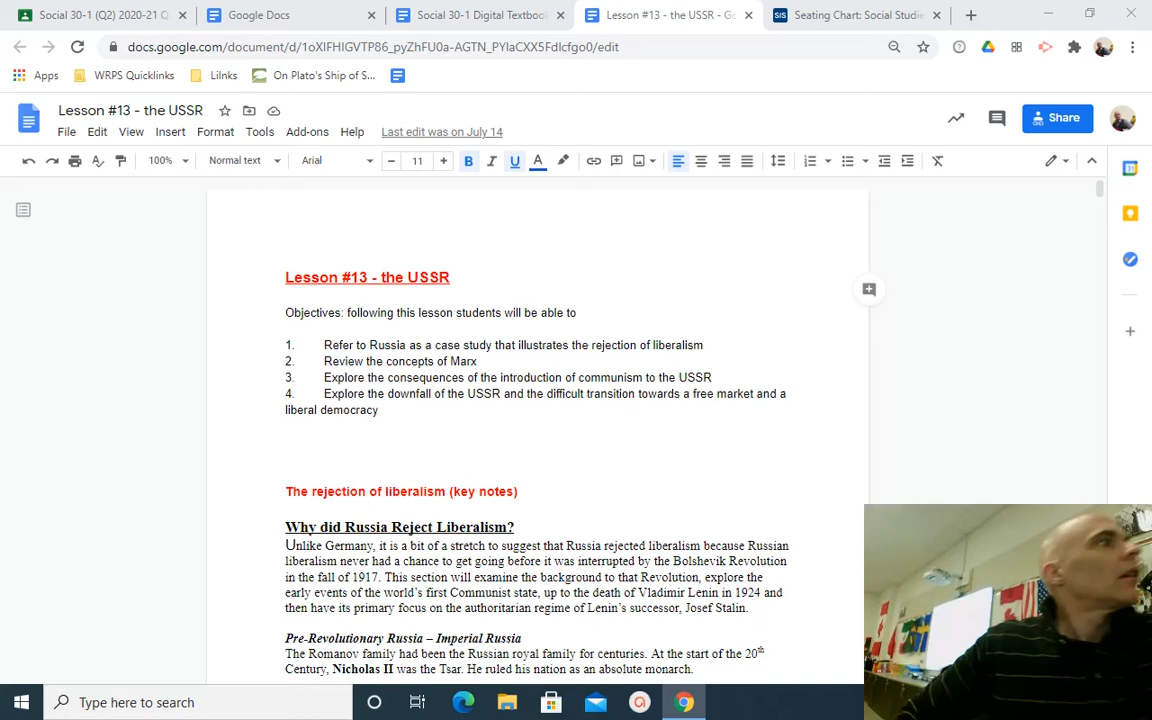 Social 30-1 (Q2) 2020-21 Q
Google Docs
Social 30-1 Digital Textbook
Lesson #13 - the USSR - Go
Seating Chart: Social Studie
docs.google.com/document/d/1oXIFHIGVTP86_pyZhFU0a-AGTN_PYlaCXX5Fdlcfgo0/edit
Apps
WRPS Quicklinks
LiInks
On Plato's Ship of S...
Lesson #13 - the USSR
File Edit View Insert Format Tools Add-ons Help Last edit was on July 14
Share
100% Normal text Arial 11 B I U A
Lesson #13 - the USSR
Objectives: following this lesson students will be able to
1. Refer to Russia as a case study that illustrates the rejection of liberalism
2. Review the concepts of Marx
3. Explore the consequences of the introduction of communism to the USSR
4. Explore the downfall of the USSR and the difficult transition towards a free market and a
liberal democracy
The rejection of liberalism (key notes)
Why did Russia Reject Liberalism?
Unlike Germany, it is a bit of a stretch to suggest that Russia rejected liberalism because Russian
liberalism never had a chance to get going before it was interrupted by the Bolshevik Revolution
in the fall of 1917. This section will examine the background to that Revolution, explore the
early events of the world's first Communist state, up to the death of Vladimir Lenin in 1924 and
then have its primary focus on the authoritarian regime of Lenin's successor, Josef Stalin.
Pre-Revolutionary Russia – Imperial Russia
The Romanov family had been the Russian royal family for centuries. At the start of the 20th
Century, Nicholas II was the Tsar. He ruled his nation as an absolute monarch.
Type here to search